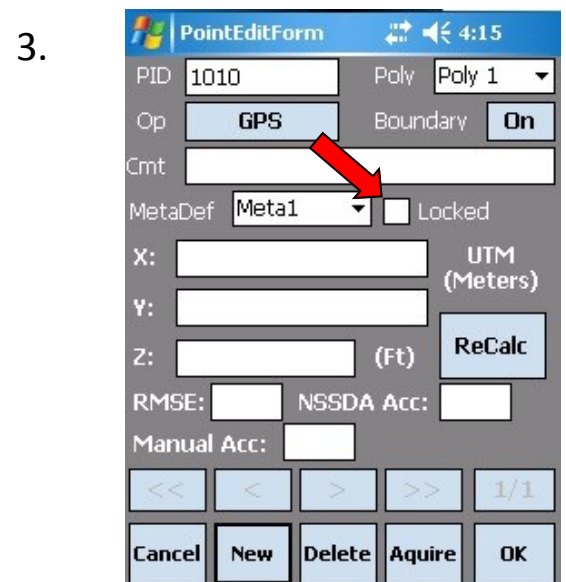 3.
PointEditForm 4:15
PID 1010 Poly Poly 1
Op GPS Boundary On
Cmt
MetaDef Meta1 Locked
X: UTM
(Meters)
Y:
Z: (Ft) ReCalc
RMSE: NSSDA Acc:
Manual Acc:
<< < > >> 1/1
Cancel New Delete Aquire OK